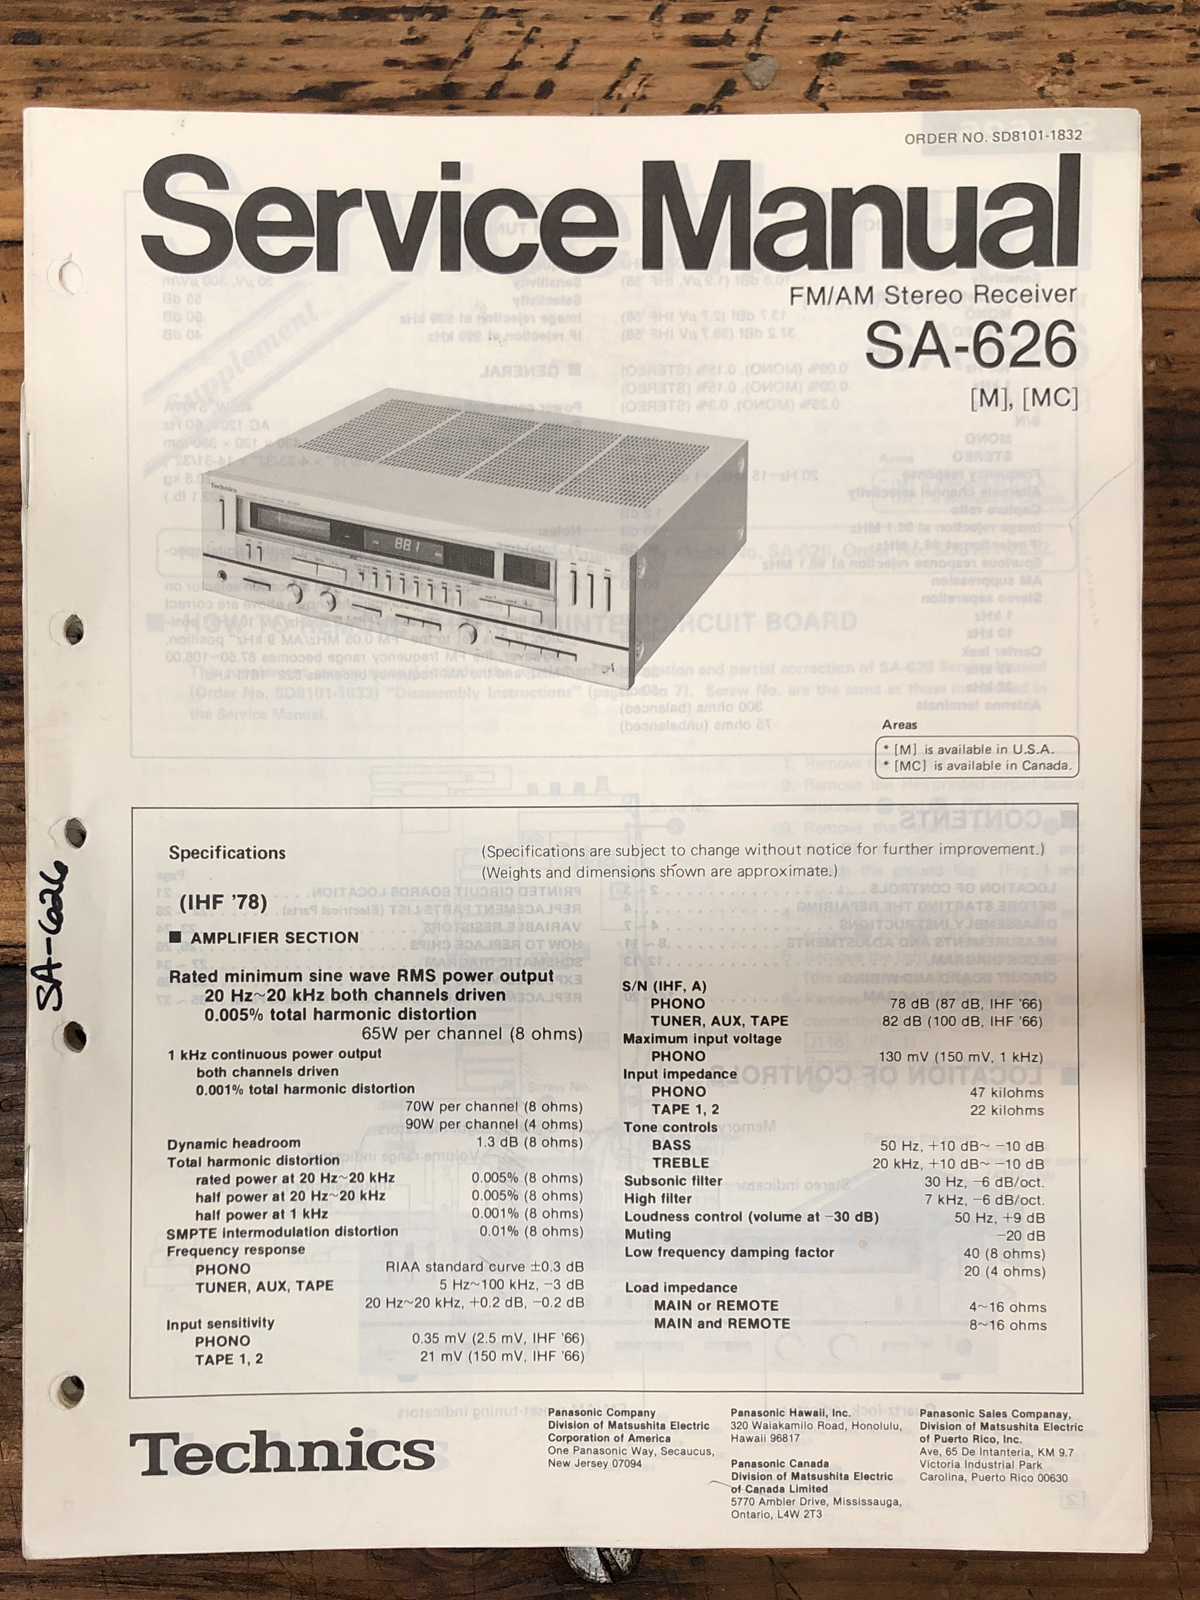 ORDER NO. SD8101-1832
Service Manual
FM/AM Stereo Receiver
SA-626
[M], [MC]
Technics
88.1
Areas
* [M] is available in U.S.A.
* [MC] is available in Canada.
SA-626
Specifications
(Specifications are subject to change without notice for further improvement.)
(Weights and dimensions shown are approximate.)
(IHF '78)
■ AMPLIFIER SECTION
Rated minimum sine wave RMS power output
20 Hz~20 kHz both channels driven
0.005% total harmonic distortion
65W per channel (8 ohms)
1 kHz continuous power output
both channels driven
0.001% total harmonic distortion
70W per channel (8 ohms)
90W per channel (4 ohms)
Dynamic headroom 1.3 dB (8 ohms)
Total harmonic distortion
rated power at 20 Hz~20 kHz 0.005% (8 ohms)
half power at 20 Hz~20 kHz 0.005% (8 ohms)
half power at 1 kHz 0.001% (8 ohms)
SMPTE intermodulation distortion 0.01% (8 ohms)
Frequency response
PHONO RIAA standard curve ±0.3 dB
TUNER, AUX, TAPE 5 Hz~100 kHz, −3 dB
20 Hz~20 kHz, +0.2 dB, −0.2 dB
Input sensitivity
PHONO 0.35 mV (2.5 mV, IHF '66)
TAPE 1, 2 21 mV (150 mV, IHF '66)
S/N (IHF, A)
PHONO 78 dB (87 dB, IHF '66)
TUNER, AUX, TAPE 82 dB (100 dB, IHF '66)
Maximum input voltage
PHONO 130 mV (150 mV, 1 kHz)
Input impedance
PHONO 47 kilohms
TAPE 1, 2 22 kilohms
Tone controls
BASS 50 Hz, +10 dB~ −10 dB
TREBLE 20 kHz, +10 dB~ −10 dB
Subsonic filter 30 Hz, −6 dB/oct.
High filter 7 kHz, −6 dB/oct.
Loudness control (volume at −30 dB) 50 Hz, +9 dB
Muting −20 dB
Low frequency damping factor 40 (8 ohms)
20 (4 ohms)
Load impedance
MAIN or REMOTE 4~16 ohms
MAIN and REMOTE 8~16 ohms
Technics
Panasonic Company
Division of Matsushita Electric
Corporation of America
One Panasonic Way, Secaucus,
New Jersey 07094
Panasonic Hawaii, Inc.
320 Waiakamilo Road, Honolulu,
Hawaii 96817
Panasonic Canada
Division of Matsushita Electric
of Canada Limited
5770 Ambler Drive, Mississauga,
Ontario, L4W 2T3
Panasonic Sales Companay,
Division of Matsushita Electric
of Puerto Rico, Inc.
Ave, 65 De Intanteria, KM 9.7
Victoria Industrial Park
Carolina, Puerto Rico 00630